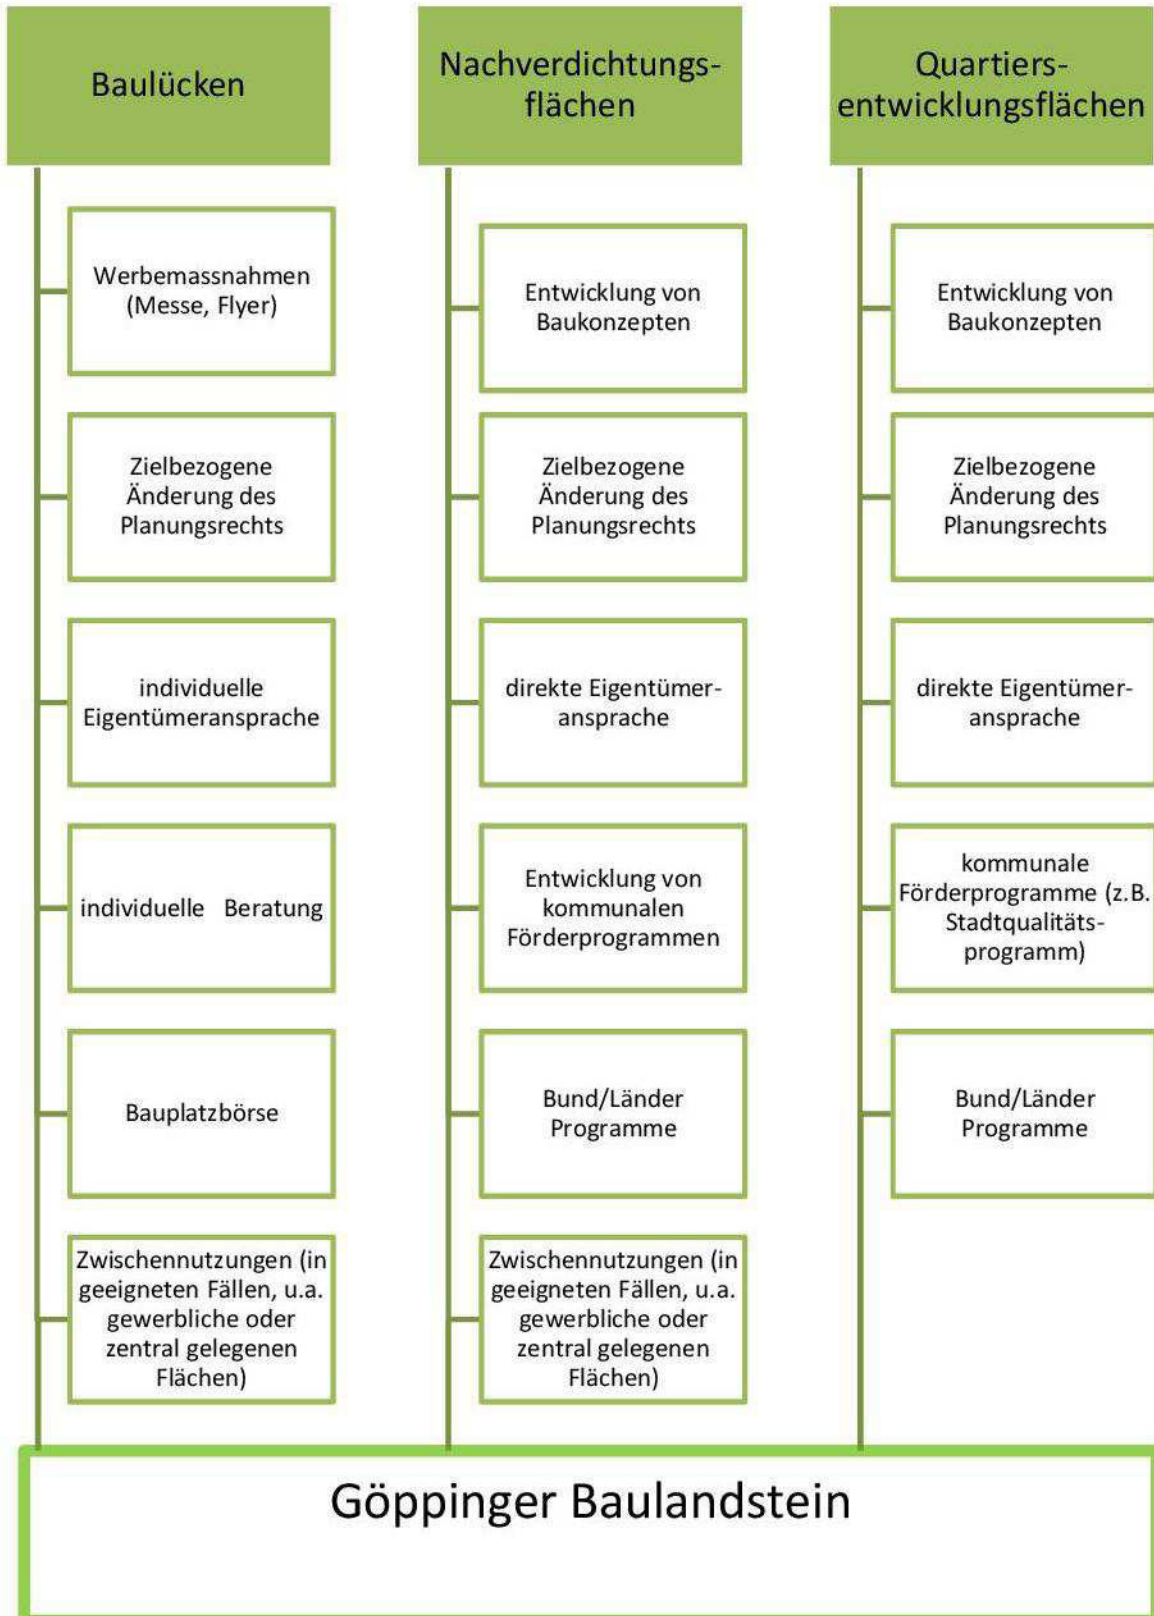 Baulücken
Werbemassnahmen
(Messe, Flyer)
Zielbezogene
Änderung des
Planungsrechts
individuelle
Eigentümeransprache
individuelle Beratung
Bauplatzbörse
Zwischennutzungen (in
geeigneten Fällen, u.a.
gewerbliche oder
zentral gelegenen
Flächen)
Nachverdichtungs-
flächen
Entwicklung von
Baukonzepten
Zielbezogene
Änderung des
Planungsrechts
direkte Eigentümer-
ansprache
Entwicklung von
kommunalen
Förderprogrammen
Bund/Länder
Programme
Zwischennutzungen (in
geeigneten Fällen, u.a.
gewerbliche oder
zentral gelegenen
Flächen)
Quartiers-
entwicklungsflächen
Entwicklung von
Baukonzepten
Zielbezogene
Änderung des
Planungsrechts
direkte Eigentümer-
ansprache
kommunale
Förderprogramme (z.B.
Stadtqualitäts-
programm)
Bund/Länder
Programme
Göppinger Baulandstein